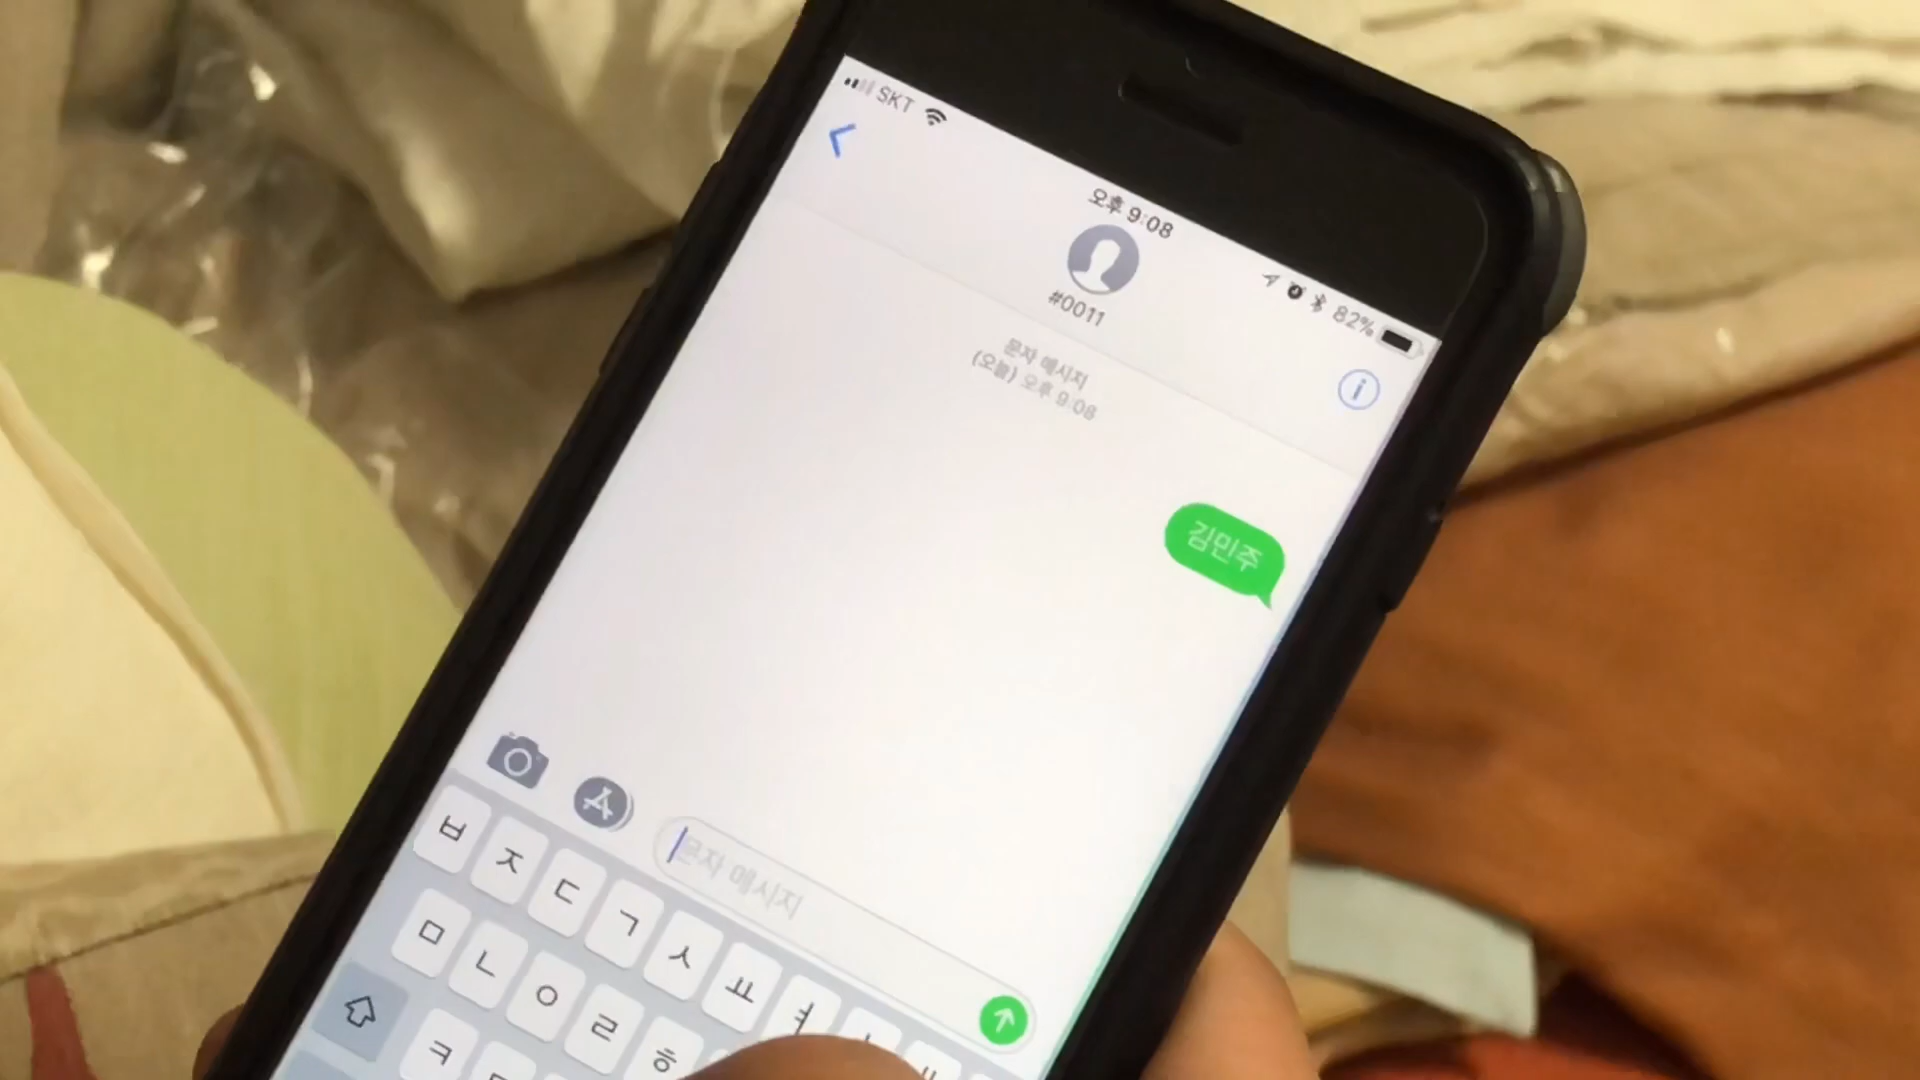 SKT
오후 9:08
82%
#0011
문자 메시지
(오늘) 오후 9:08
김민주
문자 메시지
ㅂ ㅈ ㄷ ㄱ ㅅ ㅛ ㅕ
ㅁ ㄴ ㅇ ㄹ ㅎ
ㅋ